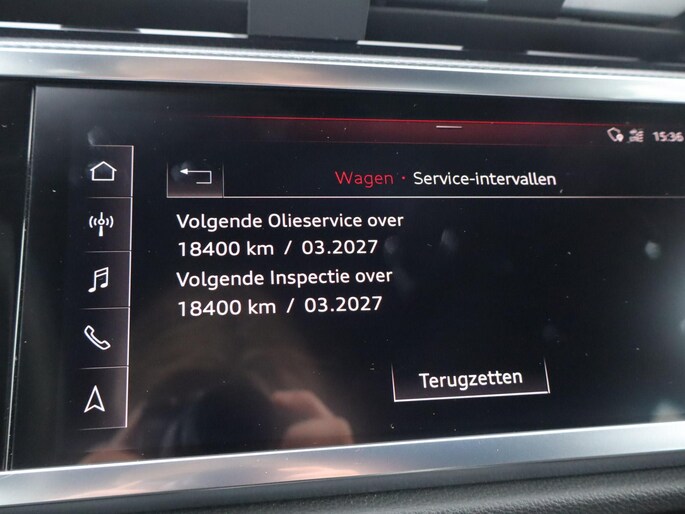 15:36
Wagen · Service-intervallen
Volgende Olieservice over
18400 km / 03.2027
Volgende Inspectie over
18400 km / 03.2027
Terugzetten